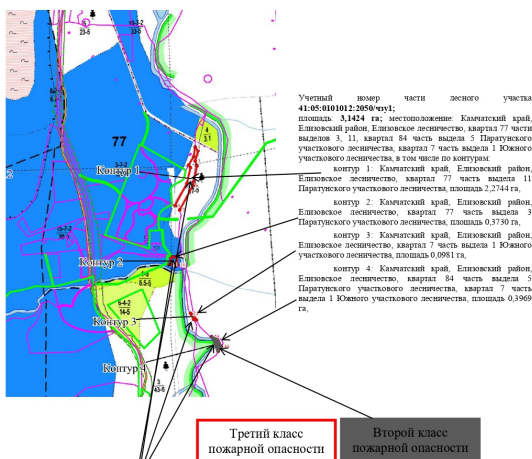 77
Контур 1
Контур 2
Контур 3
Контур 4
Учетный номер части лесного участка
41:05:0101012:2050/чзу1;
площадь: 3,1424 га; местоположение: Камчатский край,
Елизовский район, Елизовское лесничество, квартал 77 части
выделов 3, 11, квартал 84 часть выдела 5 Паратунского
участкового лесничества, квартал 7 часть выдела 1 Южного
участкового лесничества, в том числе по контурам:
контур 1: Камчатский край, Елизовский район,
Елизовское лесничество, квартал 77 часть выдела 11
Паратунского участкового лесничества, площадь 2,2744 га,
контур 2: Камчатский край, Елизовский район,
Елизовское лесничество, квартал 77 часть выдела 3
Паратунского участкового лесничества, площадь 0,3730 га,
контур 3: Камчатский край, Елизовский район,
Елизовское лесничество, квартал 7 часть выдела 1 Южного
участкового лесничества, площадь 0,0981 га,
контур 4: Камчатский край, Елизовский район,
Елизовское лесничество, квартал 84 часть выдела 5
Паратунского участкового лесничества, квартал 7 часть
выдела 1 Южного участкового лесничества, площадь 0,3969
га,
Третий класс
пожарной опасности
Второй класс
пожарной опасности